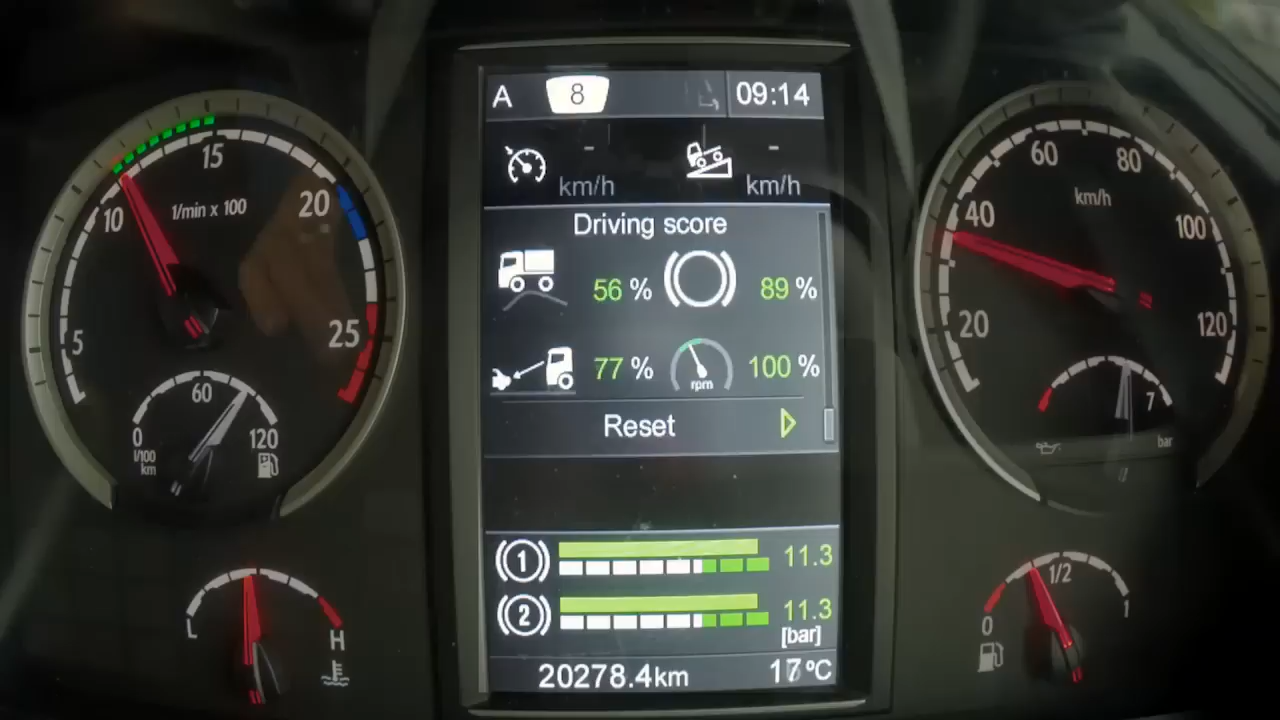 A 8 09:14
- -
km/h km/h
Driving score
56 % 89 %
77 % 100 %
rpm
Reset
1 11.3
2 11.3
[bar]
20278.4km °C
5 10 15 20 25
1/min x 100
0 60 120
l/100
km
L H
20 40 60 80 100 120
km/h
7
bar
0 1/2 1